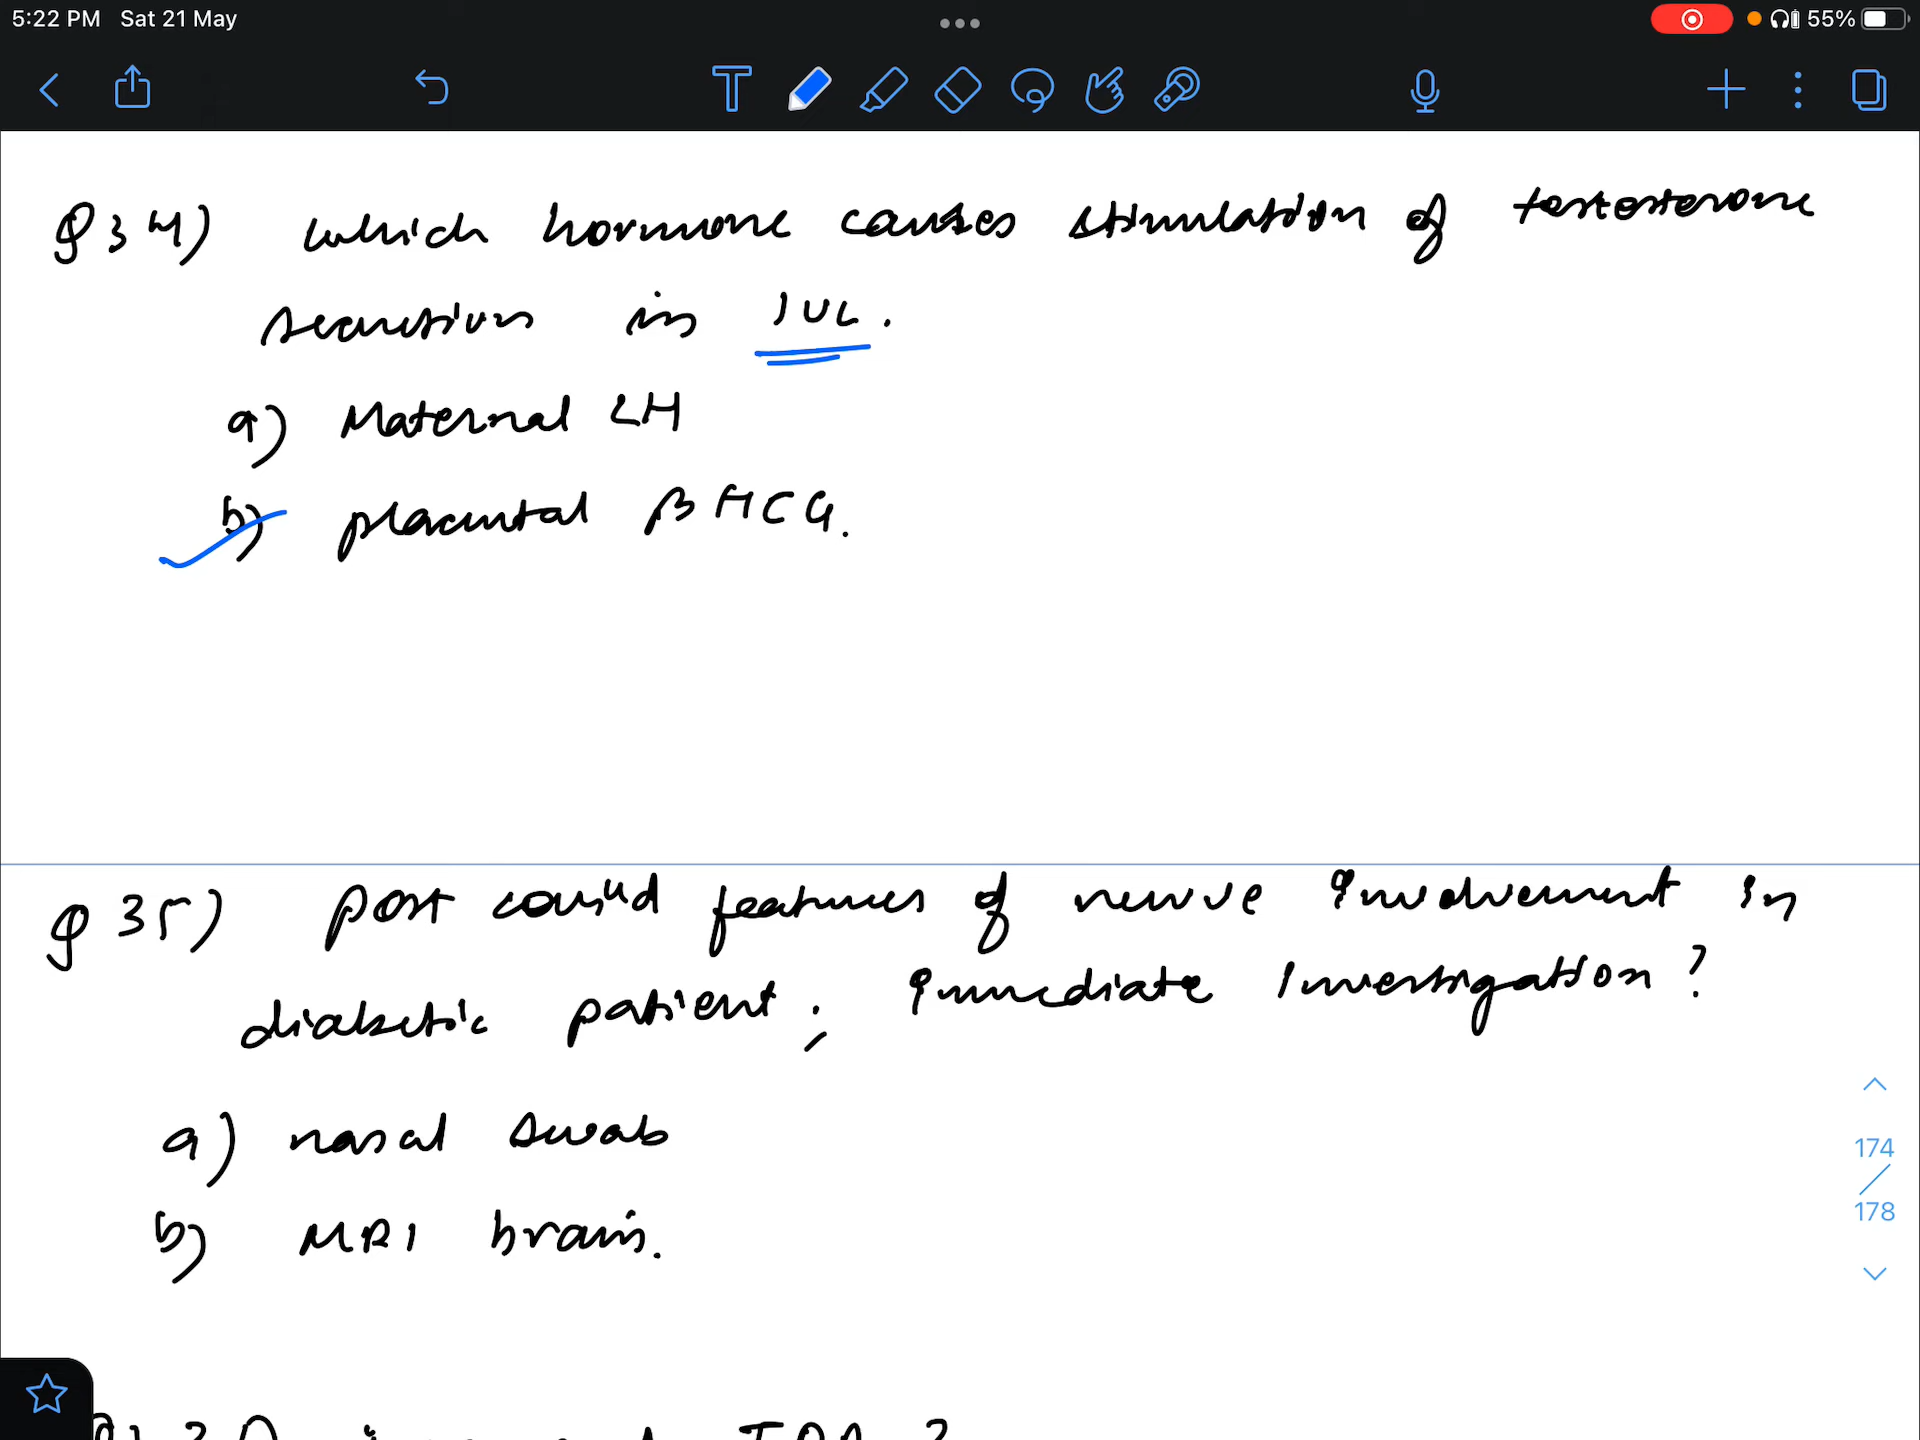 5:22 PM Sat 21 May
55%
Q34) which hormone causes stimulation of testosterone
secretion in IUL.
a) Maternal LH
b) placental β HCG.
Q35) post covid features of nerve involvement in
diabetic patient; immediate investigation?
a) nasal swab
b) MRI brain.
174
178